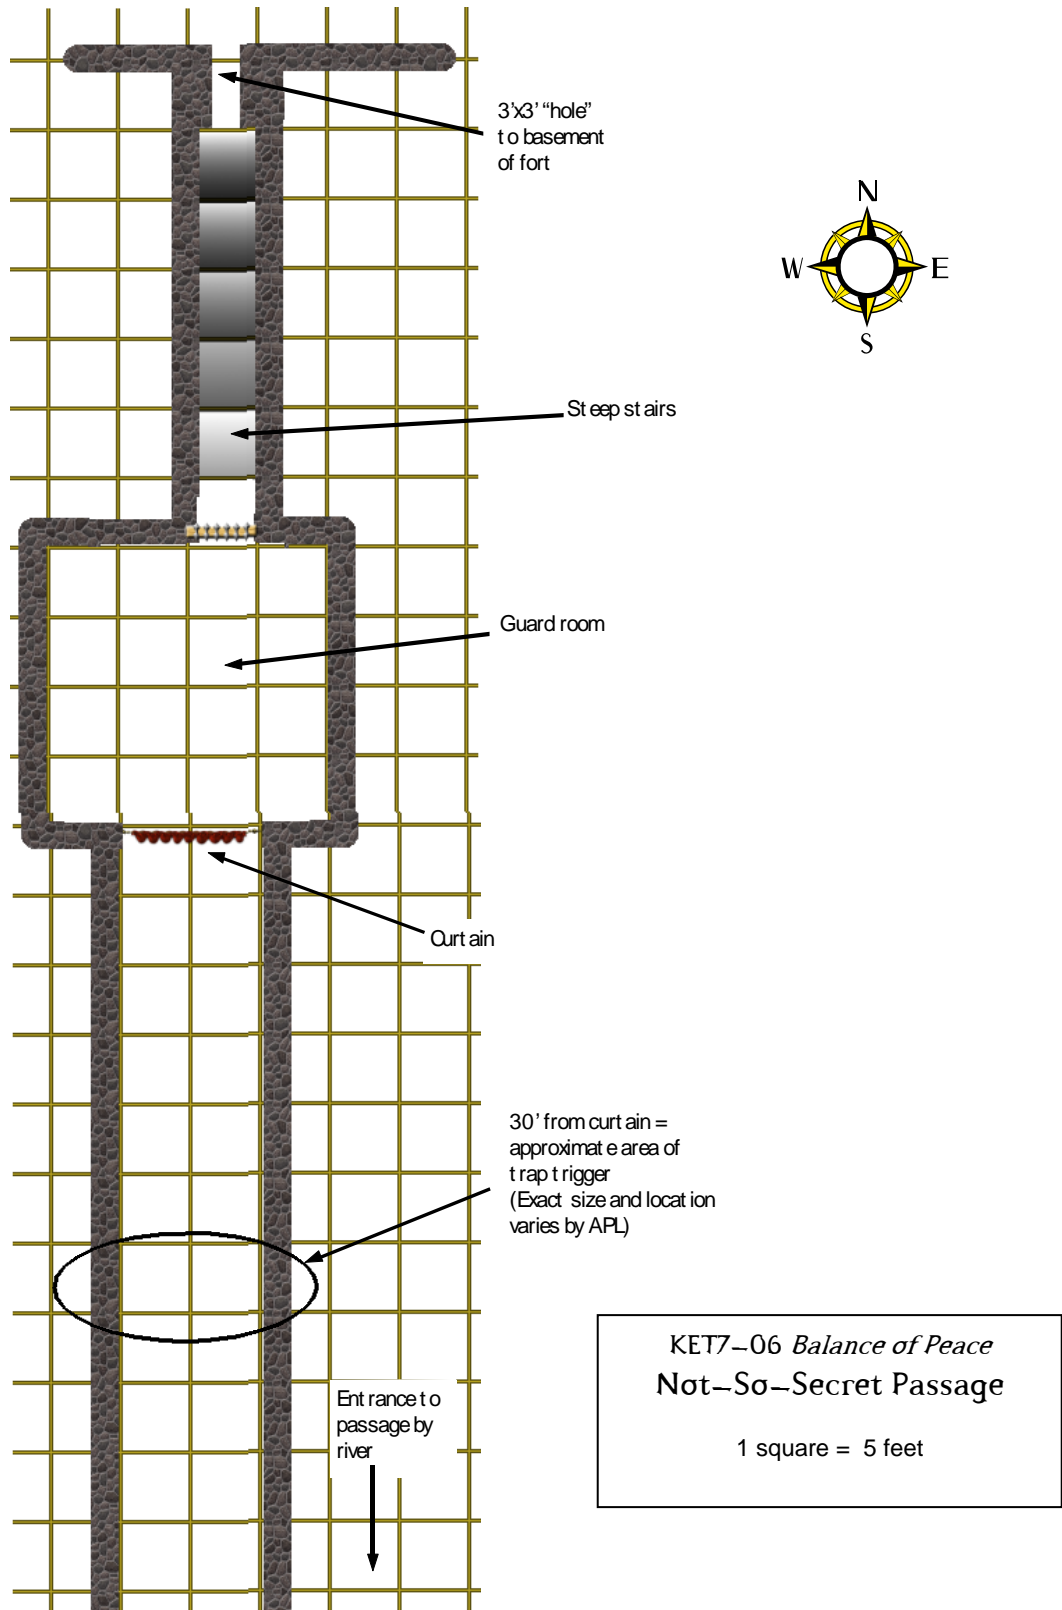 3'x3' "hole"
to basement
of fort
N
W
E
S
Steep stairs
Guard room
Curtain
30' from curtain =
approximate area of
trap trigger
(Exact size and location
varies by APL)
Entrance to
passage by
river
KET7-06 Balance of Peace
Not-So-Secret Passage
1 square = 5 feet